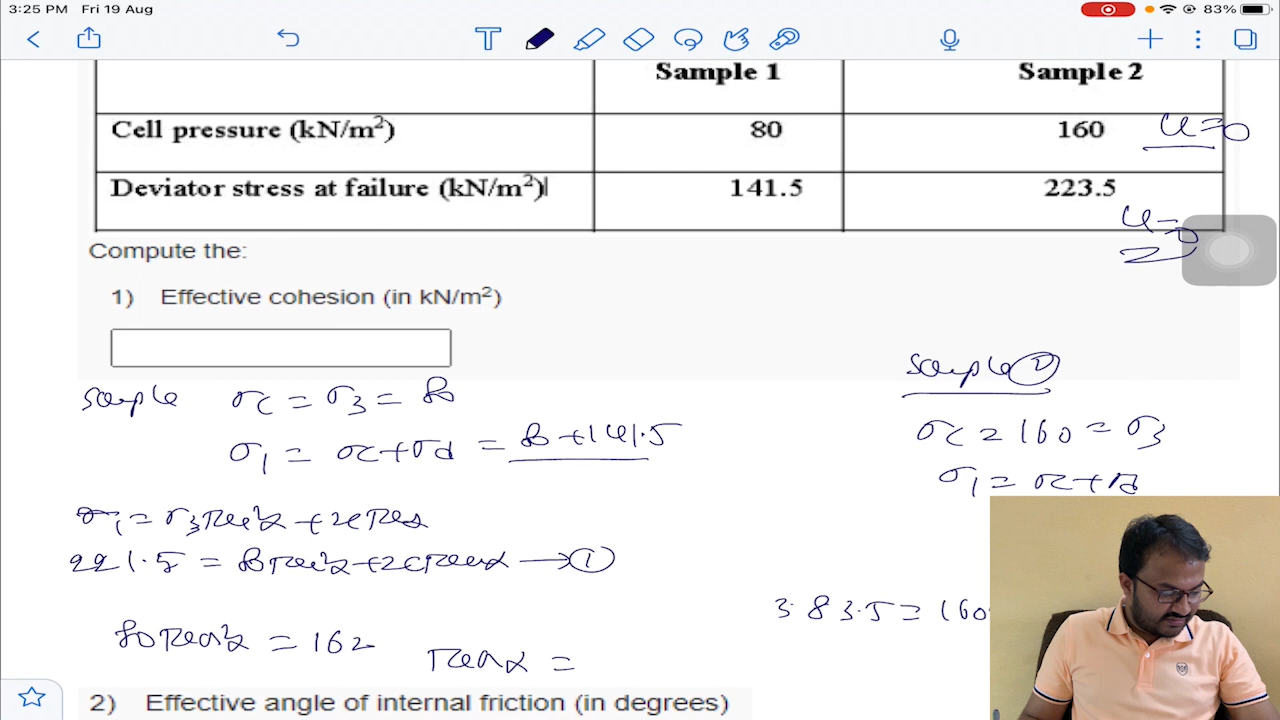 3:25 PM Fri 19 Aug 83%
T
Sample 1 Sample 2
Cell pressure (kN/m²) 80 160 u=0
Deviator stress at failure (kN/m²) 141.5 223.5
u=0
Compute the:
1) Effective cohesion (in kN/m²)
Sample σc = σ3 = 80
Sample ②
σ1 = σc+σd = 80+141.5
σc = 160 = σ3
σ1 = σc+σd
σ1 = σ3 tan²α + 2c tanα
221.5 = 80 tan²α + 2c tanα → ①
383.5 = 160
80 tan²α = 162
tanα =
2) Effective angle of internal friction (in degrees)